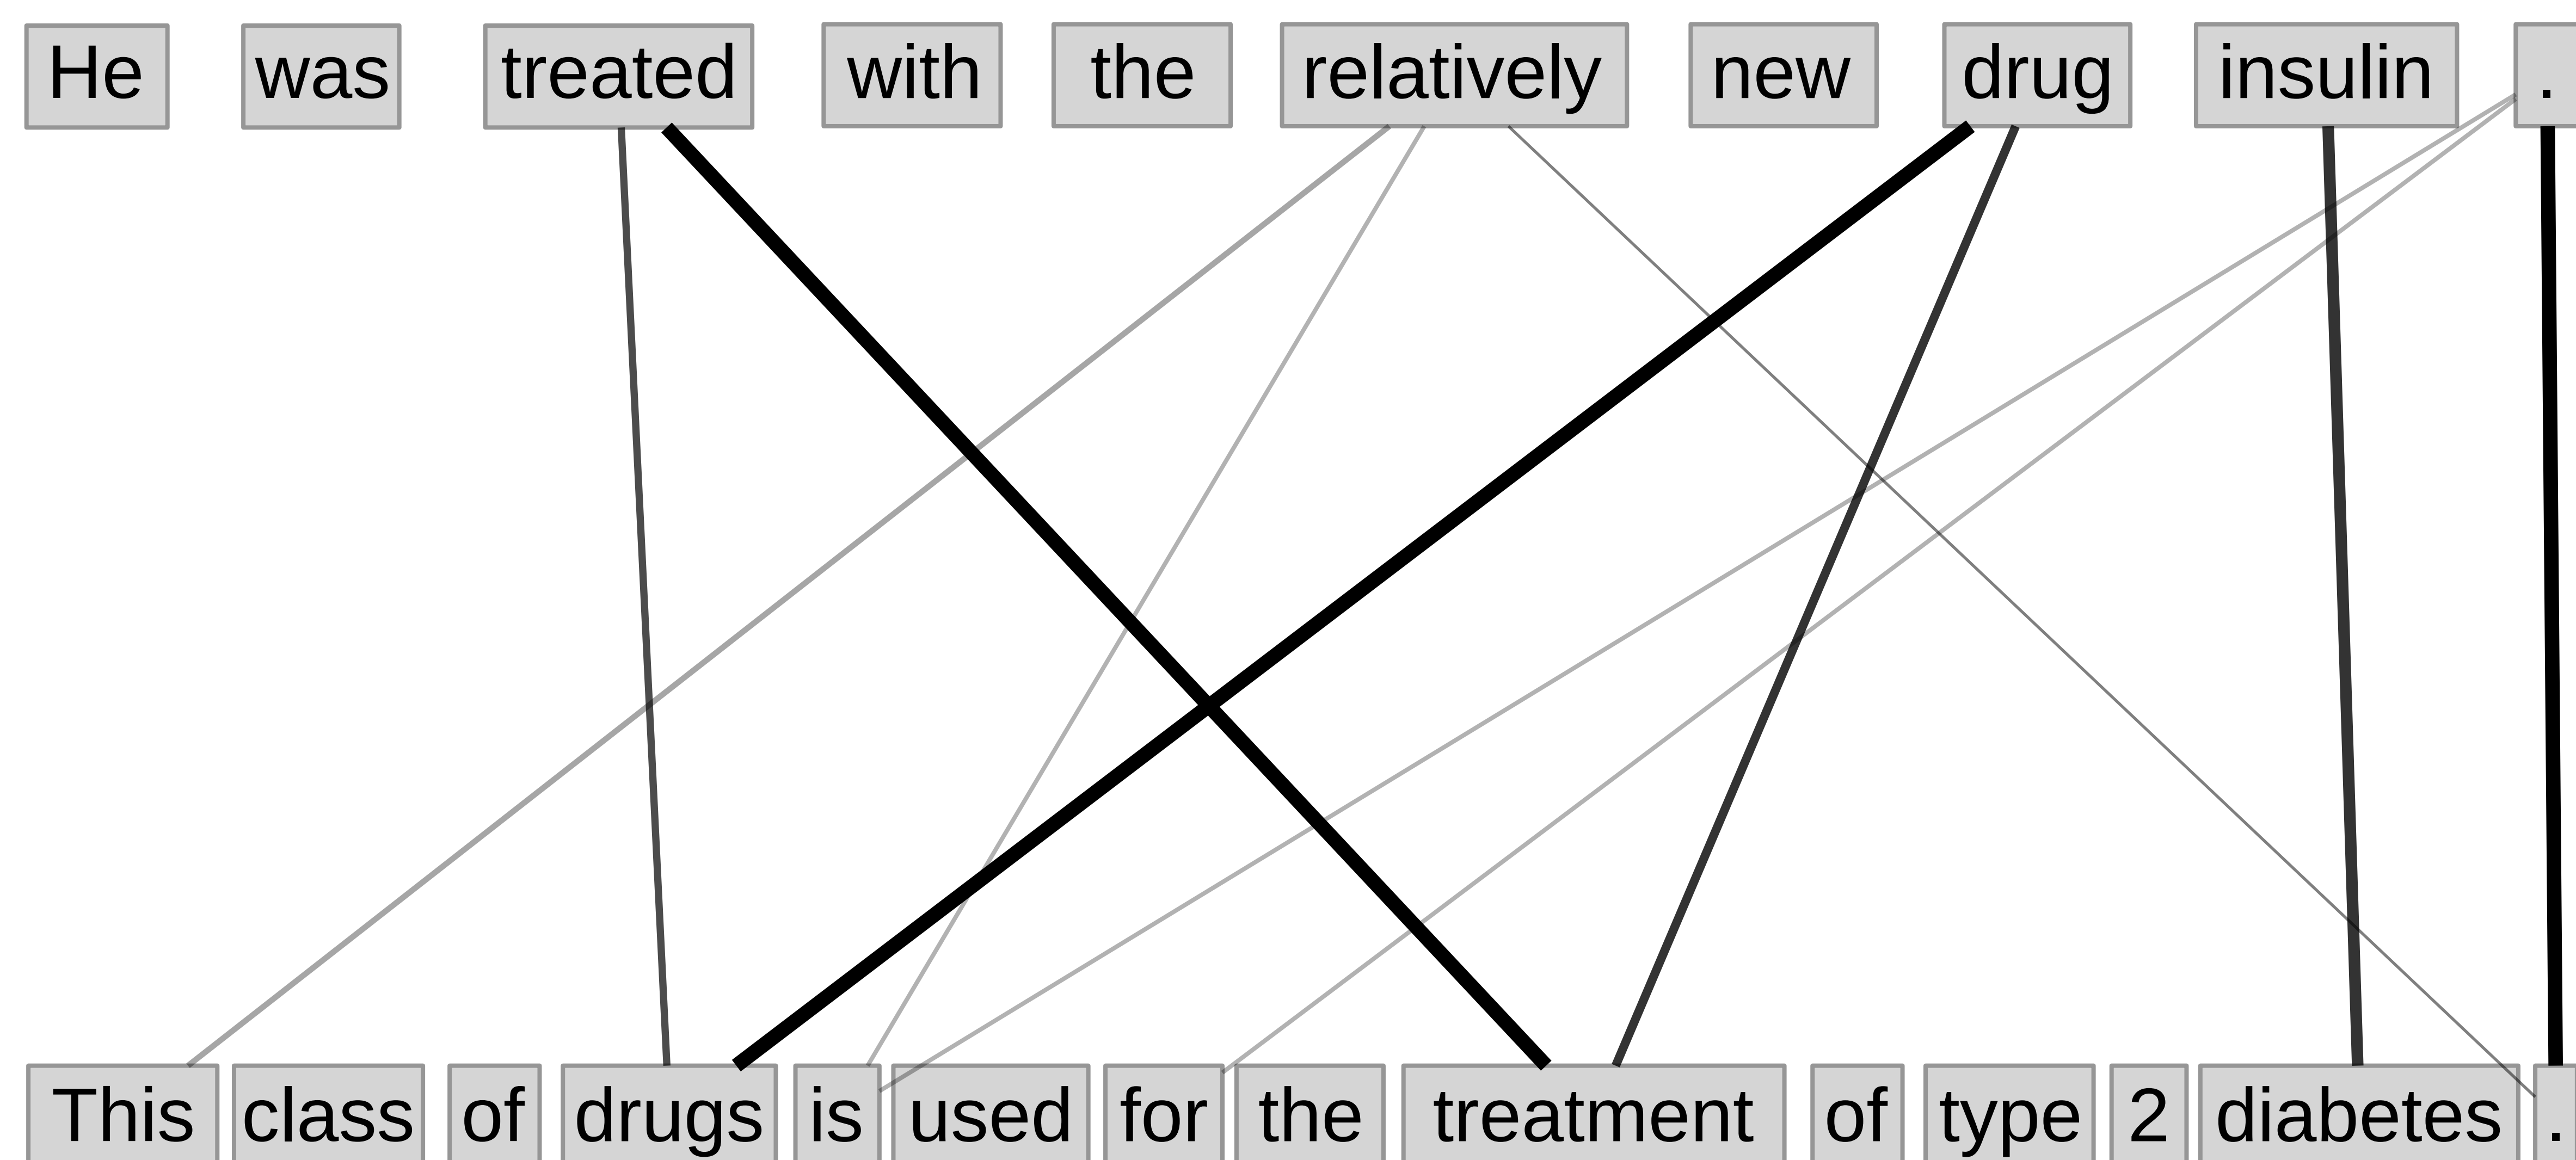 He was treated with the relatively new drug insulin .
This class of drugs is used for the treatment of type 2 diabetes .